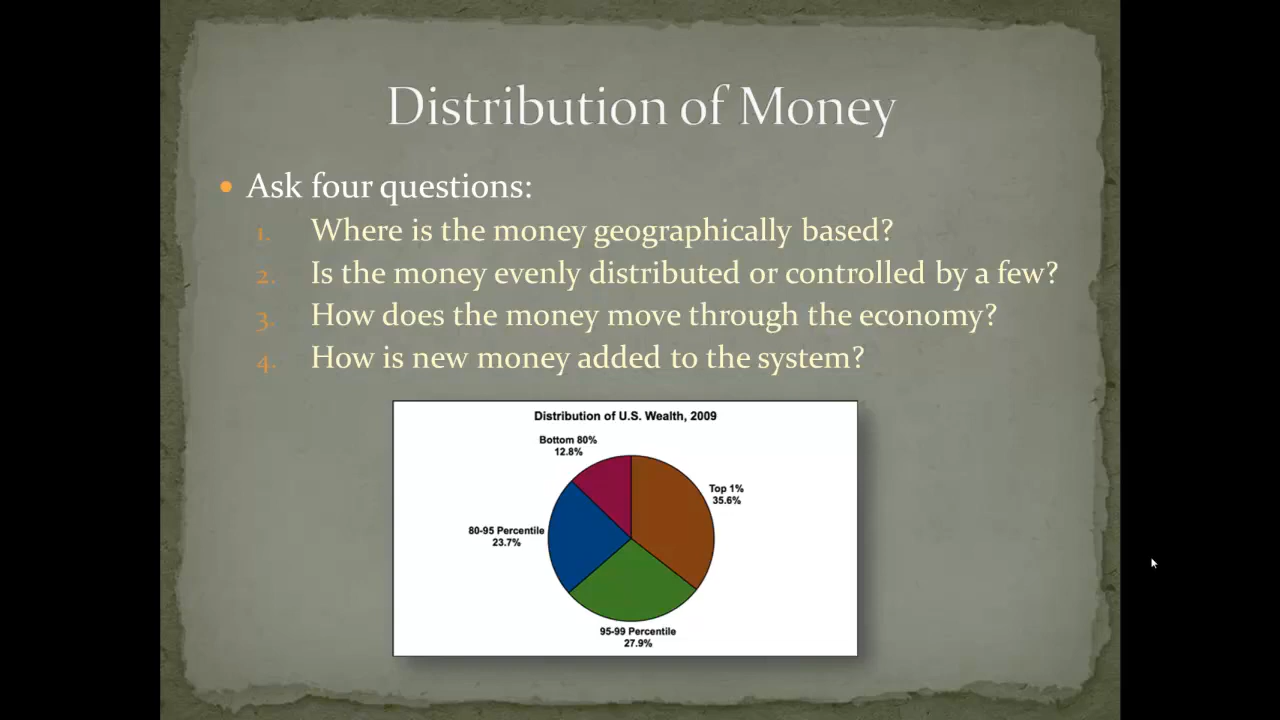 Distribution of Money
• Ask four questions:
1. Where is the money geographically based?
2. Is the money evenly distributed or controlled by a few?
3. How does the money move through the economy?
4. How is new money added to the system?
Distribution of U.S. Wealth, 2009
Bottom 80%
12.8%
Top 1%
35.6%
80-95 Percentile
23.7%
95-99 Percentile
27.9%